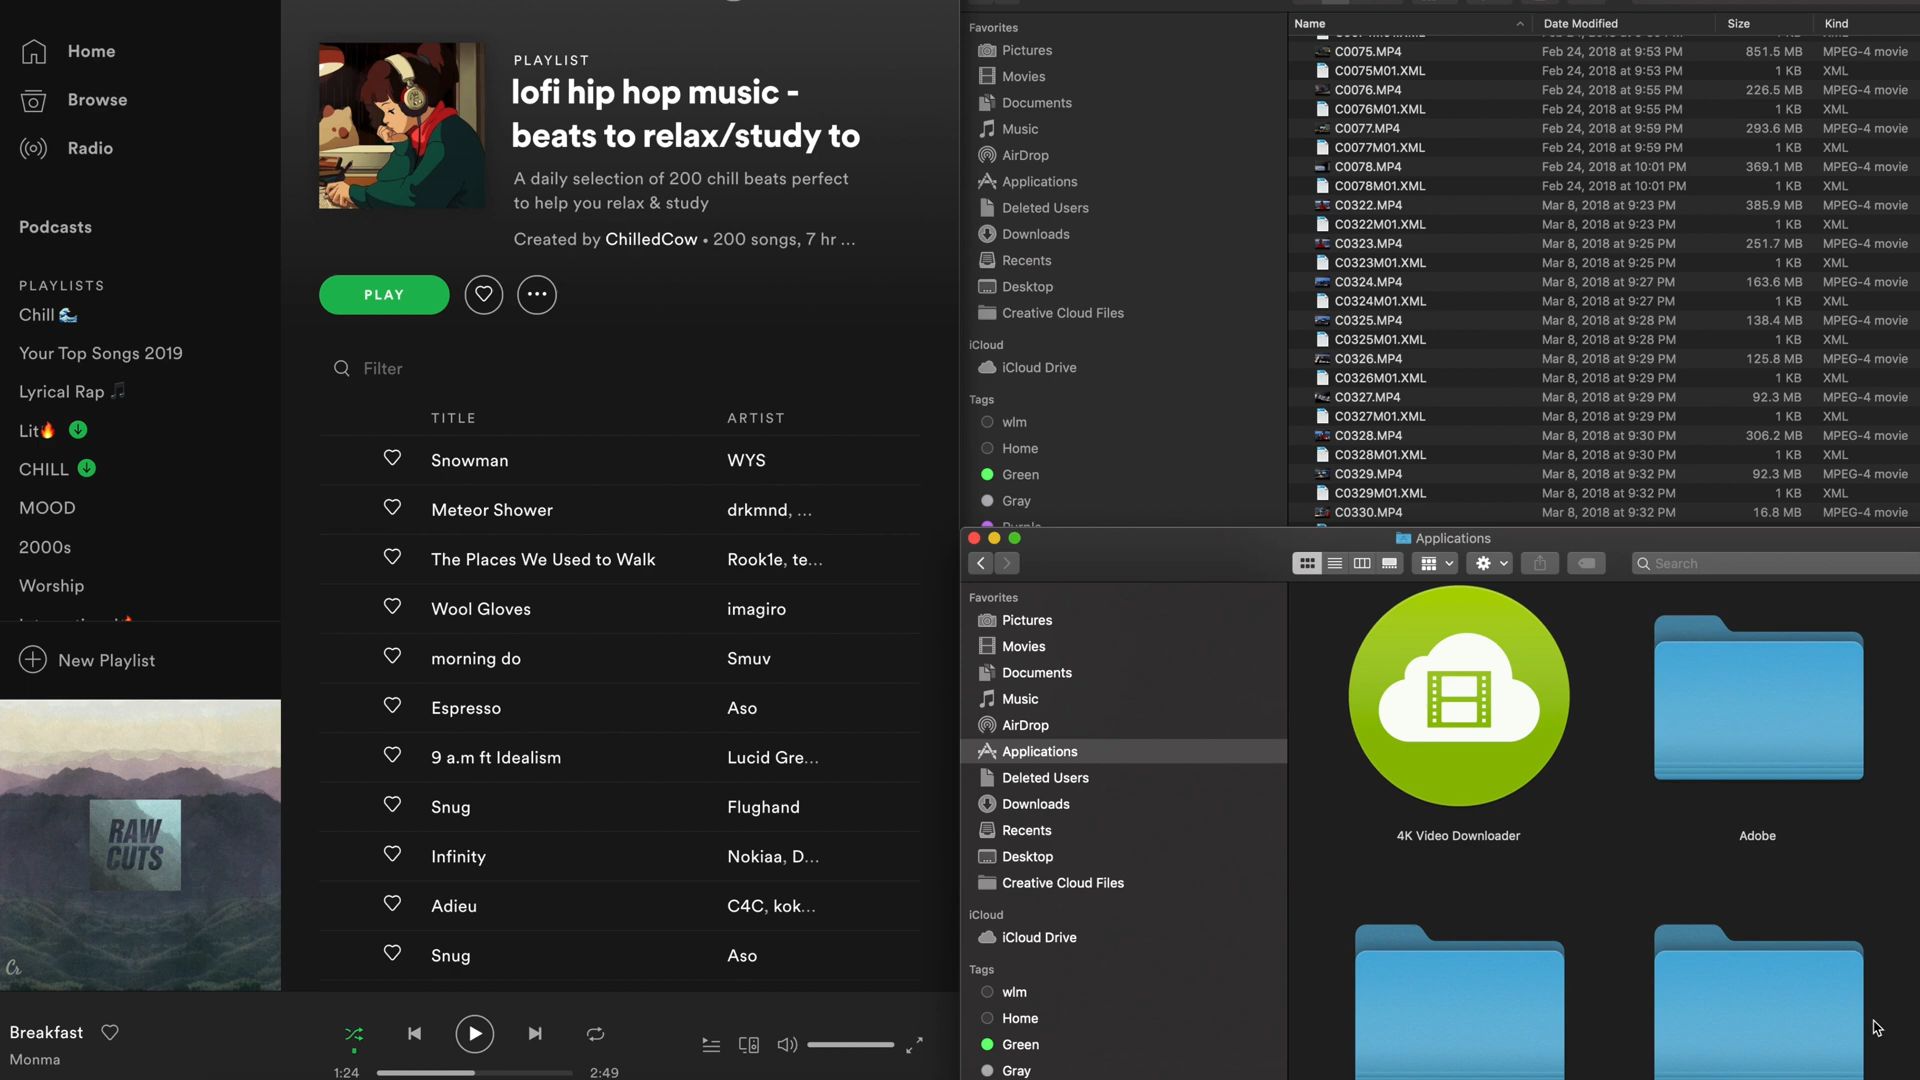 Home
Browse
Radio
Podcasts
PLAYLISTS
Chill 🌊
Your Top Songs 2019
Lyrical Rap 🎵
Lit🔥
CHILL
MOOD
2000s
Worship
New Playlist
RAW
CUTS
Breakfast
Monma
PLAYLIST
lofi hip hop music -
beats to relax/study to
A daily selection of 200 chill beats perfect
to help you relax & study
Created by ChilledCow • 200 songs, 7 hr ...
PLAY
Filter
TITLE ARTIST
Snowman WYS
Meteor Shower drkmnd, ...
The Places We Used to Walk Rook1e, te...
Wool Gloves imagiro
morning do Smuv
Espresso Aso
9 a.m ft Idealism Lucid Gre...
Snug Flughand
Infinity Nokiaa, D...
Adieu C4C, kok...
Snug Aso
1:24 2:49
Favorites
Pictures
Movies
Documents
Music
AirDrop
Applications
Deleted Users
Downloads
Recents
Desktop
Creative Cloud Files
iCloud
iCloud Drive
Tags
wlm
Home
Green
Gray
Name Date Modified Size Kind
C0075.MP4 Feb 24, 2018 at 9:53 PM 851.5 MB MPEG-4 movie
C0075M01.XML Feb 24, 2018 at 9:53 PM 1 KB XML
C0076.MP4 Feb 24, 2018 at 9:55 PM 226.5 MB MPEG-4 movie
C0076M01.XML Feb 24, 2018 at 9:55 PM 1 KB XML
C0077.MP4 Feb 24, 2018 at 9:59 PM 293.6 MB MPEG-4 movie
C0077M01.XML Feb 24, 2018 at 9:59 PM 1 KB XML
C0078.MP4 Feb 24, 2018 at 10:01 PM 369.1 MB MPEG-4 movie
C0078M01.XML Feb 24, 2018 at 10:01 PM 1 KB XML
C0322.MP4 Mar 8, 2018 at 9:23 PM 385.9 MB MPEG-4 movie
C0322M01.XML Mar 8, 2018 at 9:23 PM 1 KB XML
C0323.MP4 Mar 8, 2018 at 9:25 PM 251.7 MB MPEG-4 movie
C0323M01.XML Mar 8, 2018 at 9:25 PM 1 KB XML
C0324.MP4 Mar 8, 2018 at 9:27 PM 163.6 MB MPEG-4 movie
C0324M01.XML Mar 8, 2018 at 9:27 PM 1 KB XML
C0325.MP4 Mar 8, 2018 at 9:28 PM 138.4 MB MPEG-4 movie
C0325M01.XML Mar 8, 2018 at 9:28 PM 1 KB XML
C0326.MP4 Mar 8, 2018 at 9:29 PM 125.8 MB MPEG-4 movie
C0326M01.XML Mar 8, 2018 at 9:29 PM 1 KB XML
C0327.MP4 Mar 8, 2018 at 9:29 PM 92.3 MB MPEG-4 movie
C0327M01.XML Mar 8, 2018 at 9:29 PM 1 KB XML
C0328.MP4 Mar 8, 2018 at 9:30 PM 306.2 MB MPEG-4 movie
C0328M01.XML Mar 8, 2018 at 9:30 PM 1 KB XML
C0329.MP4 Mar 8, 2018 at 9:32 PM 92.3 MB MPEG-4 movie
C0329M01.XML Mar 8, 2018 at 9:32 PM 1 KB XML
C0330.MP4 Mar 8, 2018 at 9:32 PM 16.8 MB MPEG-4 movie
Applications
Search
Favorites
Pictures
Movies
Documents
Music
AirDrop
Applications
Deleted Users
Downloads
Recents
Desktop
Creative Cloud Files
iCloud
iCloud Drive
Tags
wlm
Home
Green
Gray
4K Video Downloader
Adobe